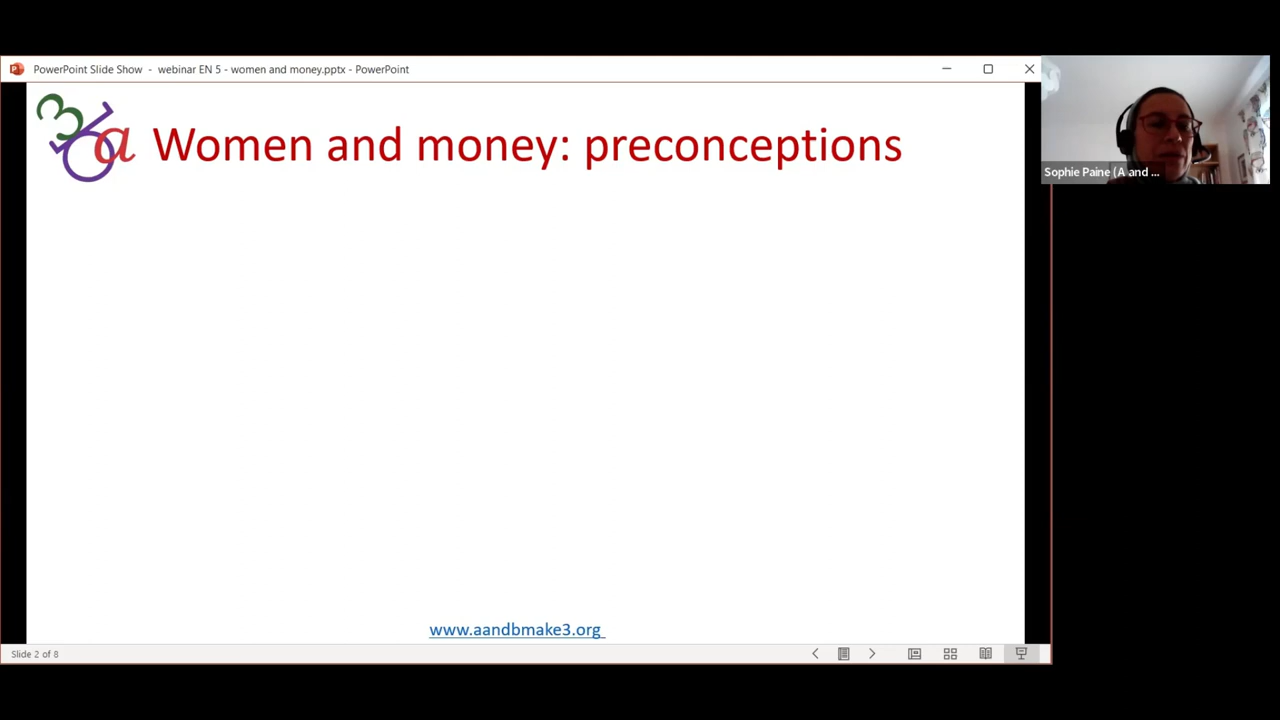 PowerPoint Slide Show - webinar EN 5 - women and money.pptx - PowerPoint
Women and money: preconceptions
Sophie Paine (A and ...
www.aandbmake3.org
Slide 2 of 8